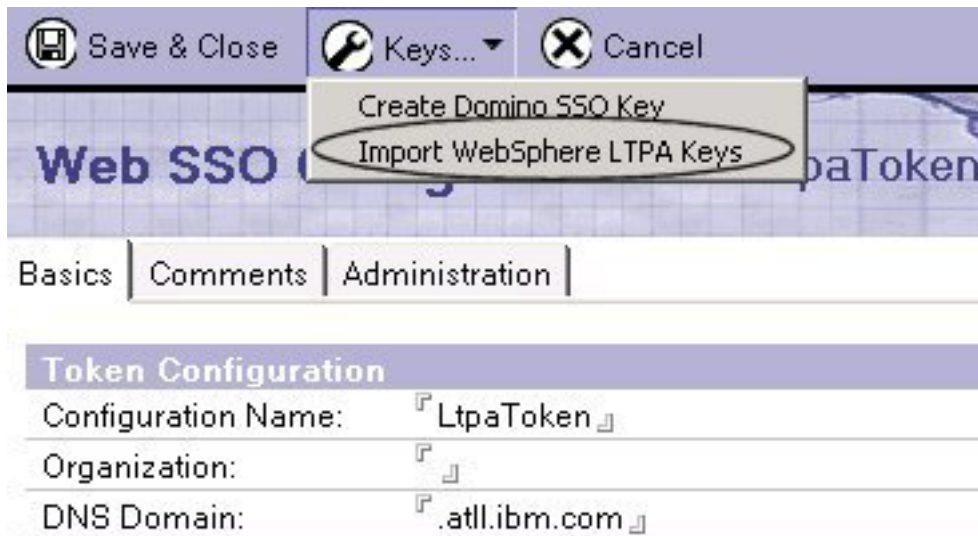 Save & Close Keys... Cancel
Create Domino SSO Key
Import WebSphere LTPA Keys
Web SSO
Basics Comments Administration
Token Configuration
Configuration Name: LtpaToken
Organization:
DNS Domain: .atll.ibm.com